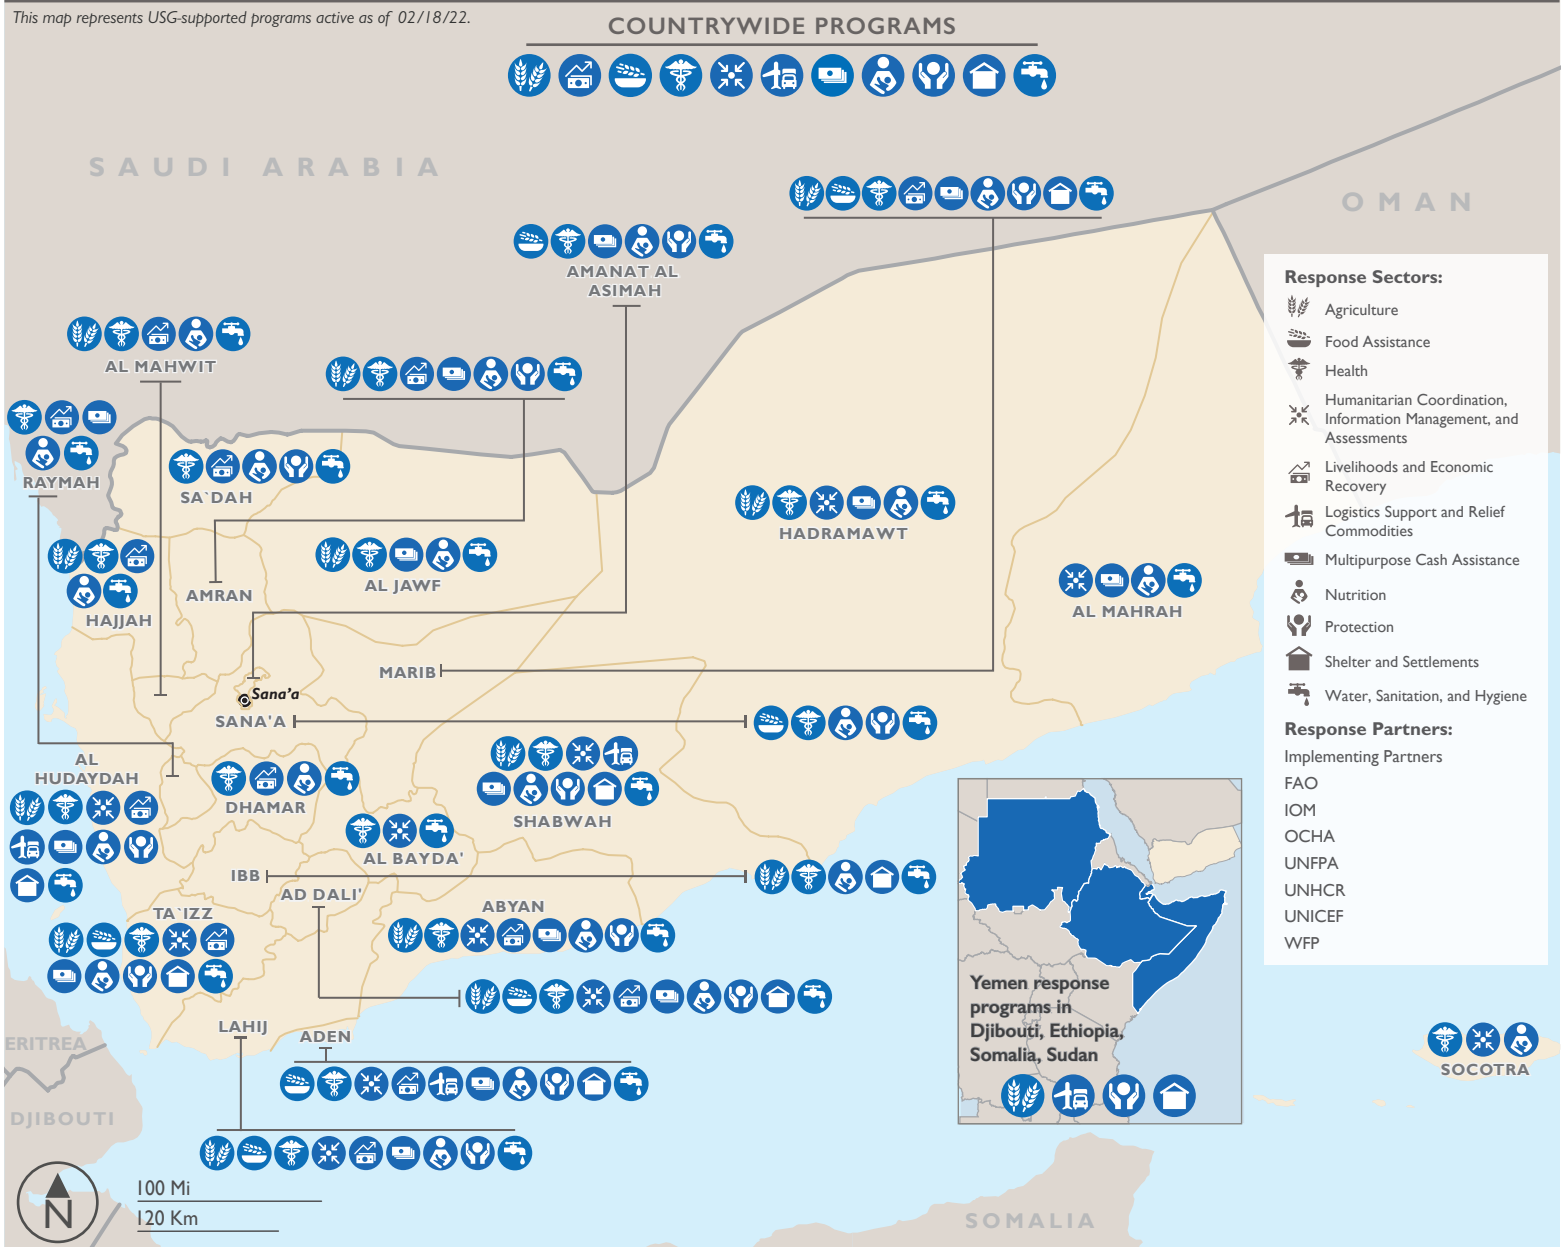 This map represents USG-supported programs active as of 02/18/22.
COUNTRYWIDE PROGRAMS
SAUDI ARABIA
OMAN
AMANAT AL
ASIMAH
AL MAHWIT
RAYMAH
SA`DAH
HADRAMAWT
HAJJAH
AMRAN
AL JAWF
AL MAHRAH
MARIB
Sana'a
SANA'A
AL
HUDAYDAH
DHAMAR
SHABWAH
AL BAYDA'
IBB
AD DALI'
ABYAN
TA`IZZ
LAHIJ
ADEN
ERITREA
DJIBOUTI
SOCOTRA
SOMALIA
N
100 Mi
120 Km
Response Sectors:
Agriculture
Food Assistance
Health
Humanitarian Coordination,
Information Management, and
Assessments
Livelihoods and Economic
Recovery
Logistics Support and Relief
Commodities
Multipurpose Cash Assistance
Nutrition
Protection
Shelter and Settlements
Water, Sanitation, and Hygiene
Response Partners:
Implementing Partners
FAO
IOM
OCHA
UNFPA
UNHCR
UNICEF
WFP
Yemen response
programs in
Djibouti, Ethiopia,
Somalia, Sudan